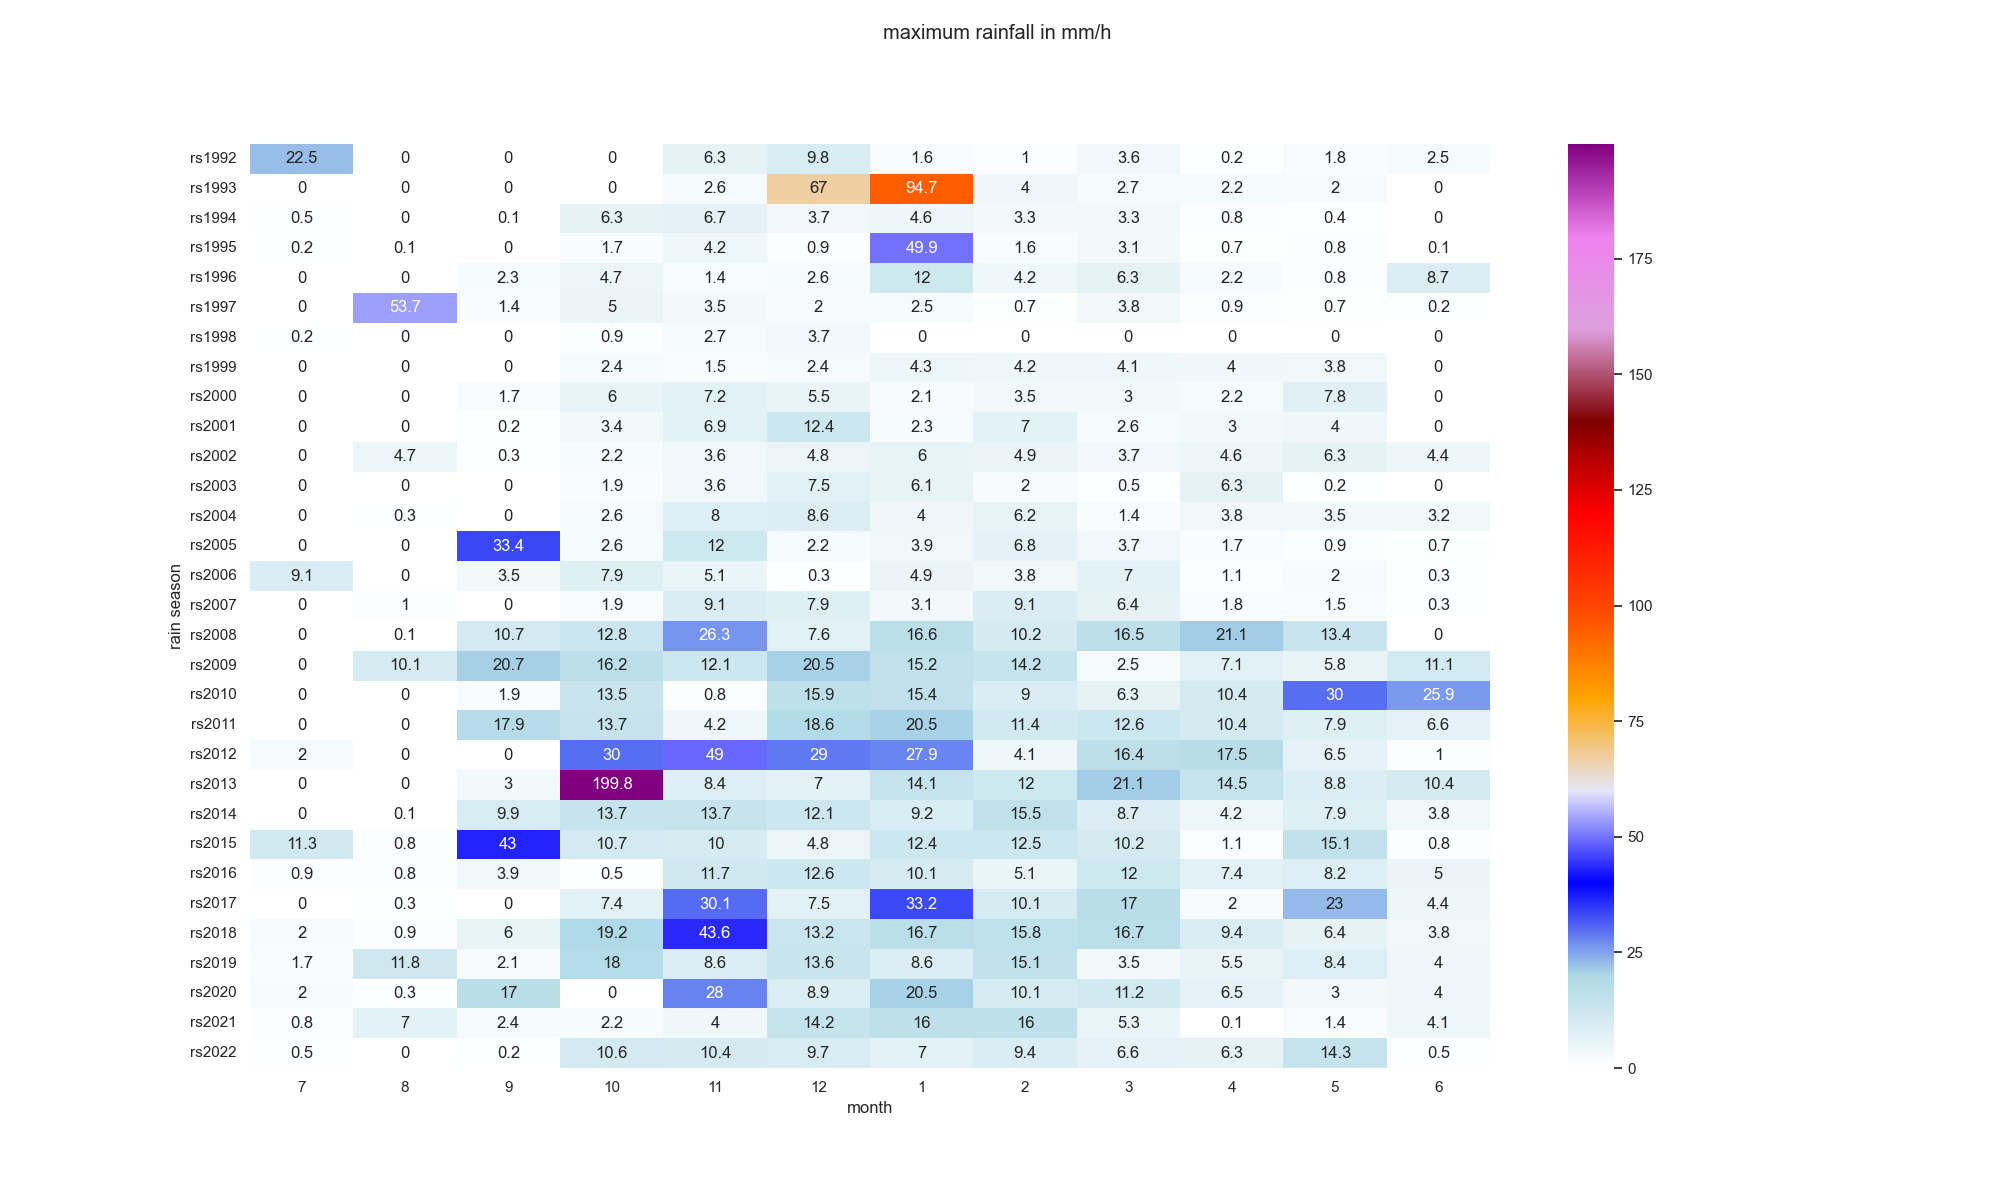 maximum rainfall in mm/h
rs1992 22.5 0 0 0 6.3 9.8 1.6 1 3.6 0.2 1.8 2.5
rs1993 0 0 0 0 2.6 67 94.7 4 2.7 2.2 2 0
rs1994 0.5 0 0.1 6.3 6.7 3.7 4.6 3.3 3.3 0.8 0.4 0
rs1995 0.2 0.1 0 1.7 4.2 0.9 49.9 1.6 3.1 0.7 0.8 0.1
rs1996 0 0 2.3 4.7 1.4 2.6 12 4.2 6.3 2.2 0.8 8.7
rs1997 0 53.7 1.4 5 3.5 2 2.5 0.7 3.8 0.9 0.7 0.2
rs1998 0.2 0 0 0.9 2.7 3.7 0 0 0 0 0 0
rs1999 0 0 0 2.4 1.5 2.4 4.3 4.2 4.1 4 3.8 0
rs2000 0 0 1.7 6 7.2 5.5 2.1 3.5 3 2.2 7.8 0
rs2001 0 0 0.2 3.4 6.9 12.4 2.3 7 2.6 3 4 0
rs2002 0 4.7 0.3 2.2 3.6 4.8 6 4.9 3.7 4.6 6.3 4.4
rs2003 0 0 0 1.9 3.6 7.5 6.1 2 0.5 6.3 0.2 0
rs2004 0 0.3 0 2.6 8 8.6 4 6.2 1.4 3.8 3.5 3.2
rs2005 0 0 33.4 2.6 12 2.2 3.9 6.8 3.7 1.7 0.9 0.7
rs2006 9.1 0 3.5 7.9 5.1 0.3 4.9 3.8 7 1.1 2 0.3
rs2007 0 1 0 1.9 9.1 7.9 3.1 9.1 6.4 1.8 1.5 0.3
rs2008 0 0.1 10.7 12.8 26.3 7.6 16.6 10.2 16.5 21.1 13.4 0
rs2009 0 10.1 20.7 16.2 12.1 20.5 15.2 14.2 2.5 7.1 5.8 11.1
rs2010 0 0 1.9 13.5 0.8 15.9 15.4 9 6.3 10.4 30 25.9
rs2011 0 0 17.9 13.7 4.2 18.6 20.5 11.4 12.6 10.4 7.9 6.6
rs2012 2 0 0 30 49 29 27.9 4.1 16.4 17.5 6.5 1
rs2013 0 0 3 199.8 8.4 7 14.1 12 21.1 14.5 8.8 10.4
rs2014 0 0.1 9.9 13.7 13.7 12.1 9.2 15.5 8.7 4.2 7.9 3.8
rs2015 11.3 0.8 43 10.7 10 4.8 12.4 12.5 10.2 1.1 15.1 0.8
rs2016 0.9 0.8 3.9 0.5 11.7 12.6 10.1 5.1 12 7.4 8.2 5
rs2017 0 0.3 0 7.4 30.1 7.5 33.2 10.1 17 2 23 4.4
rs2018 2 0.9 6 19.2 43.6 13.2 16.7 15.8 16.7 9.4 6.4 3.8
rs2019 1.7 11.8 2.1 18 8.6 13.6 8.6 15.1 3.5 5.5 8.4 4
rs2020 2 0.3 17 0 28 8.9 20.5 10.1 11.2 6.5 3 4
rs2021 0.8 7 2.4 2.2 4 14.2 16 16 5.3 0.1 1.4 4.1
rs2022 0.5 0 0.2 10.6 10.4 9.7 7 9.4 6.6 6.3 14.3 0.5
7 8 9 10 11 12 1 2 3 4 5 6
month
rain season
175
150
125
100
75
50
25
0